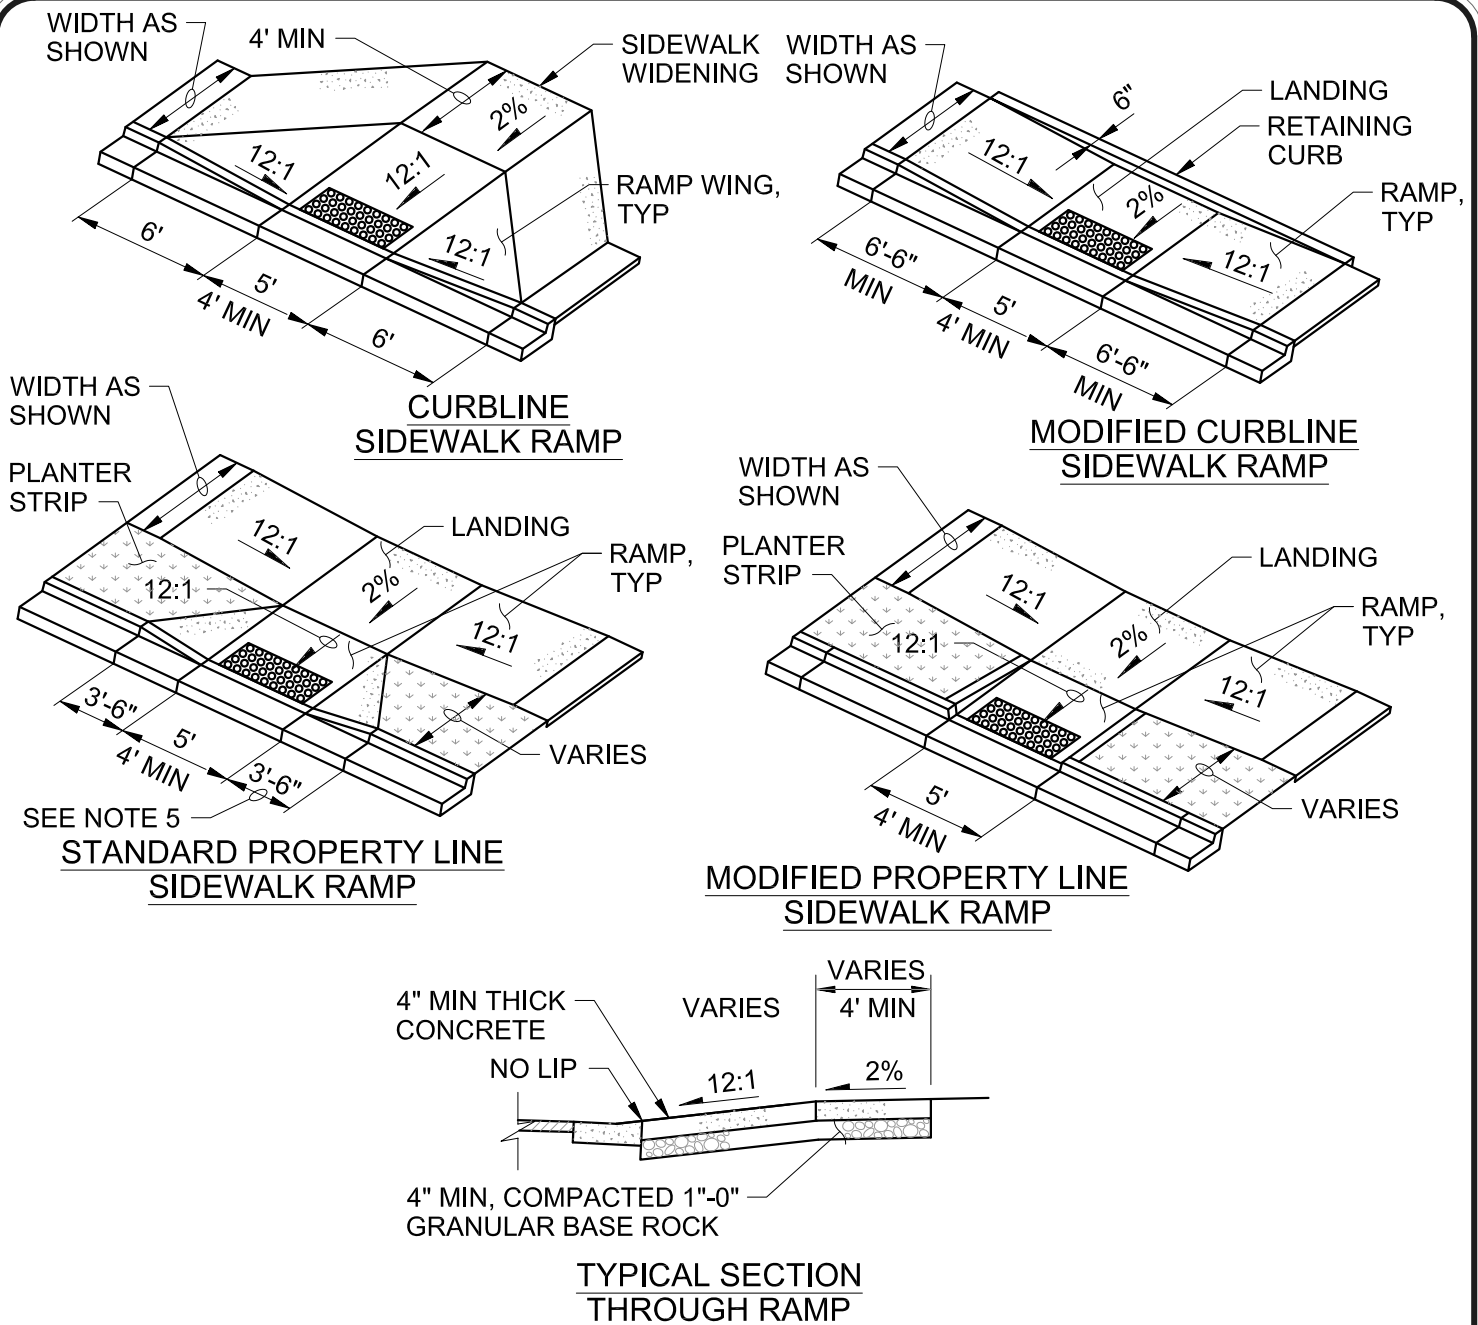 WIDTH AS
SHOWN
4' MIN
SIDEWALK
WIDENING
2%
12:1
12:1
12:1
RAMP WING,
TYP
6'
5'
4' MIN
6'
CURBLINE
SIDEWALK RAMP
WIDTH AS
SHOWN
6"
LANDING
RETAINING
CURB
12:1
2%
RAMP,
TYP
12:1
6'-6"
MIN
5'
4' MIN
6'-6"
MIN
MODIFIED CURBLINE
SIDEWALK RAMP
WIDTH AS
SHOWN
PLANTER
STRIP
LANDING
12:1
RAMP,
TYP
12:1
2%
12:1
3'-6"
5'
4' MIN
3'-6"
VARIES
SEE NOTE 5
STANDARD PROPERTY LINE
SIDEWALK RAMP
WIDTH AS
SHOWN
PLANTER
STRIP
LANDING
12:1
RAMP,
TYP
12:1
2%
12:1
5'
4' MIN
VARIES
MODIFIED PROPERTY LINE
SIDEWALK RAMP
VARIES
4" MIN THICK
CONCRETE
VARIES
4' MIN
NO LIP
12:1
2%
4" MIN, COMPACTED 1"-0"
GRANULAR BASE ROCK
TYPICAL SECTION
THROUGH RAMP